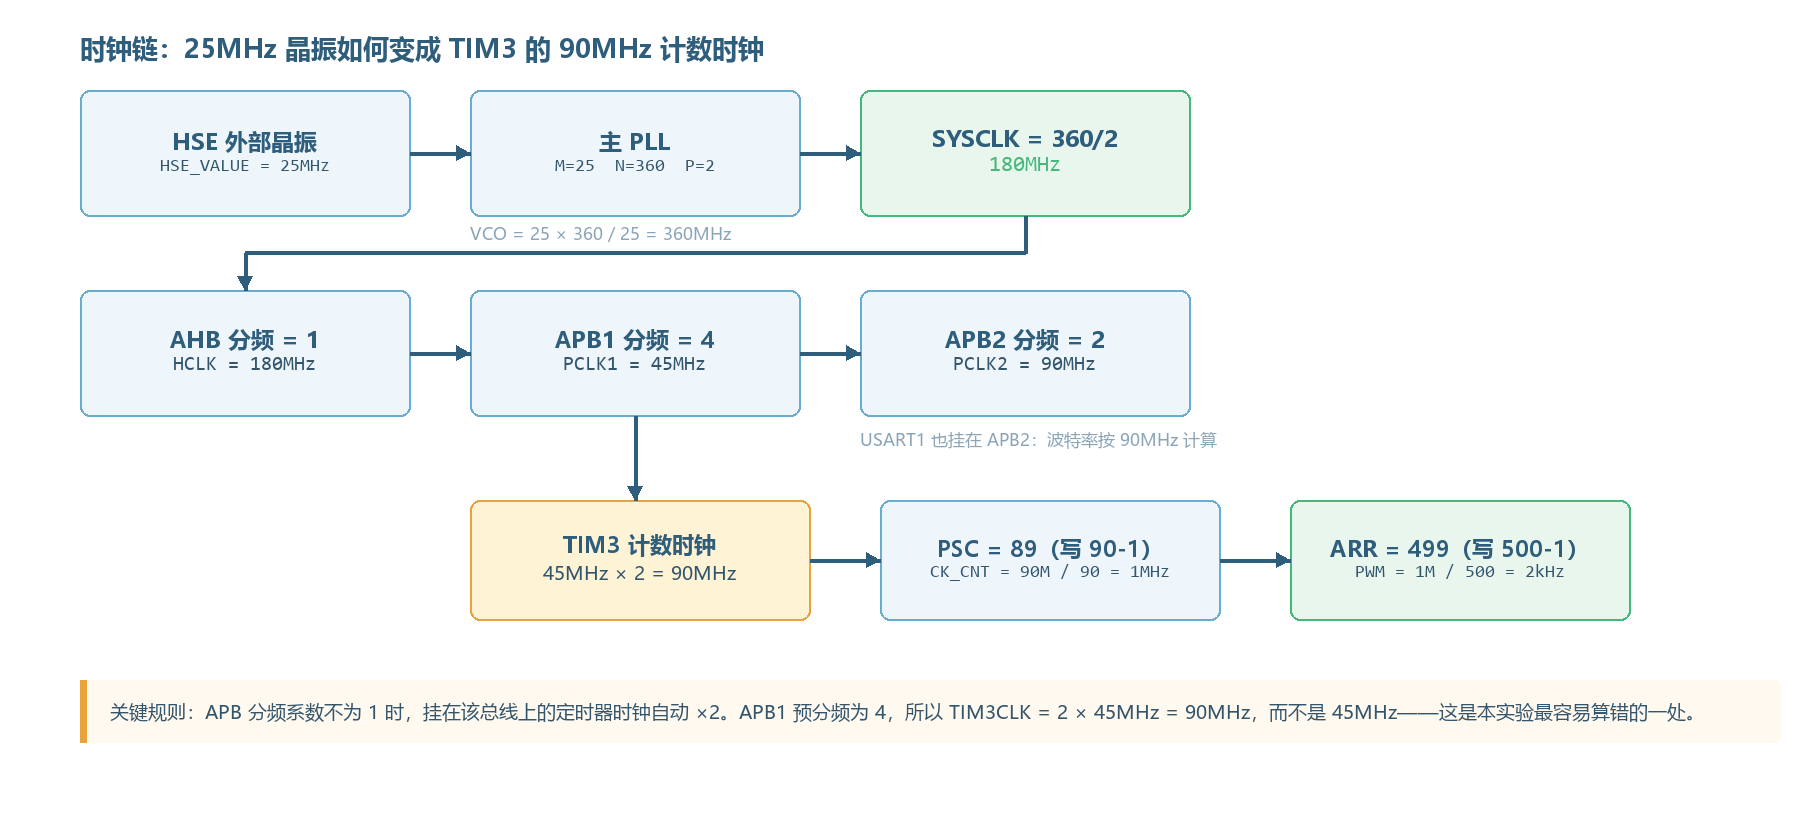 时钟链：25MHz 晶振如何变成 TIM3 的 90MHz 计数时钟
HSE 外部晶振
HSE_VALUE = 25MHz
主 PLL
M=25  N=360  P=2
SYSCLK = 360/2
180MHz
VCO = 25 × 360 / 25 = 360MHz
AHB 分频 = 1
HCLK = 180MHz
APB1 分频 = 4
PCLK1 = 45MHz
APB2 分频 = 2
PCLK2 = 90MHz
USART1 也挂在 APB2：波特率按 90MHz 计算
TIM3 计数时钟
45MHz × 2 = 90MHz
PSC = 89（写 90-1）
CK_CNT = 90M / 90 = 1MHz
ARR = 499（写 500-1）
PWM = 1M / 500 = 2kHz
关键规则：APB 分频系数不为 1 时，挂在该总线上的定时器时钟自动 ×2。APB1 预分频为 4，所以 TIM3CLK = 2 × 45MHz = 90MHz，而不是 45MHz——这是本实验最容易算错的一处。